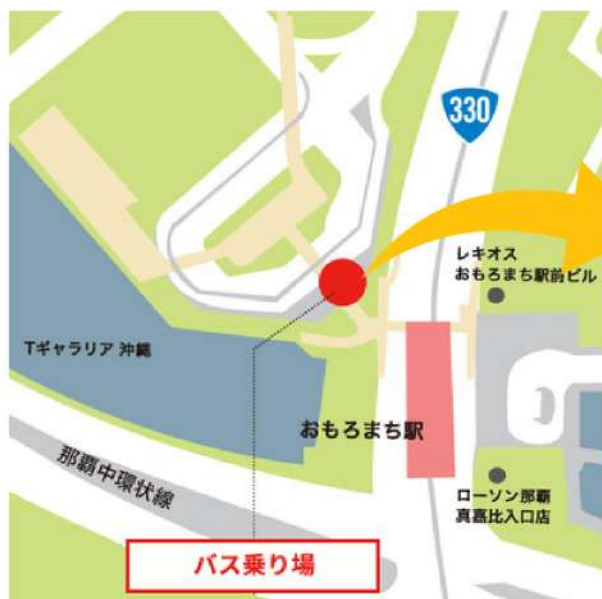 330
レキオス
おもろまち駅前ビル
Tギャラリア 沖縄
おもろまち駅
那覇中環状線
ローソン那覇
真嘉比入口店
バス乗り場